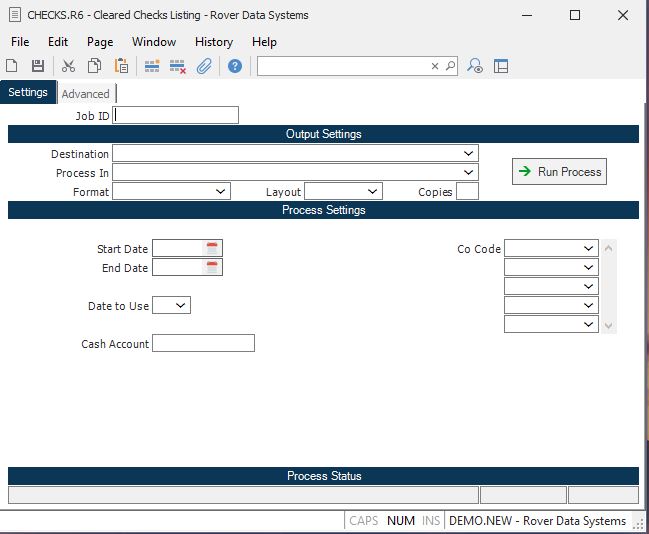 CHECKS.R6 - Cleared Checks Listing - Rover Data Systems
File Edit Page Window History Help
Settings Advanced
Job ID
Output Settings
Destination
Process In
Run Process
Format Layout Copies
Process Settings
Start Date Co Code
End Date
Date to Use
Cash Account
Process Status
CAPS NUM INS DEMO.NEW - Rover Data Systems